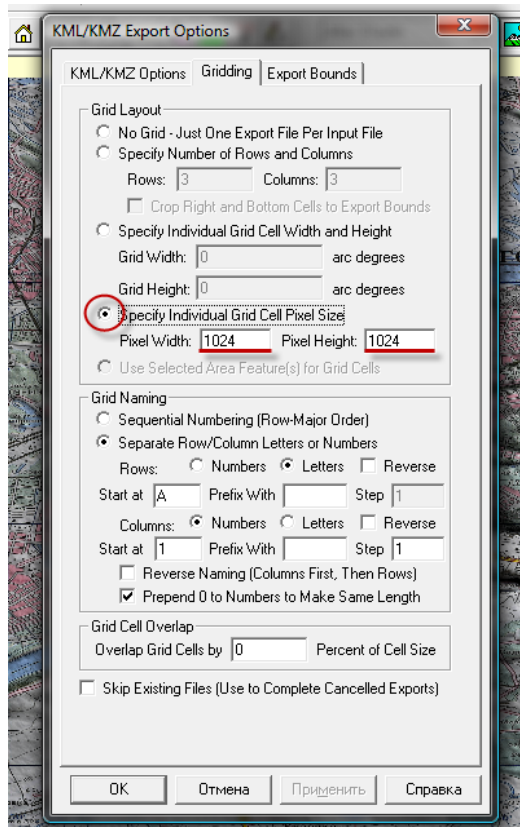 KML/KMZ Export Options
KML/KMZ Options Gridding Export Bounds
Grid Layout
No Grid - Just One Export File Per Input File
Specify Number of Rows and Columns
Rows: 3 Columns: 3
Crop Right and Bottom Cells to Export Bounds
Specify Individual Grid Cell Width and Height
Grid Width: 0 arc degrees
Grid Height: 0 arc degrees
Specify Individual Grid Cell Pixel Size
Pixel Width: 1024 Pixel Height: 1024
Use Selected Area Feature(s) for Grid Cells
Grid Naming
Sequential Numbering (Row-Major Order)
Separate Row/Column Letters or Numbers
Rows: Numbers Letters Reverse
Start at A Prefix With Step 1
Columns: Numbers Letters Reverse
Start at 1 Prefix With Step 1
Reverse Naming (Columns First, Then Rows)
Prepend 0 to Numbers to Make Same Length
Grid Cell Overlap
Overlap Grid Cells by 0 Percent of Cell Size
Skip Existing Files (Use to Complete Cancelled Exports)
OK Отмена Применить Справка